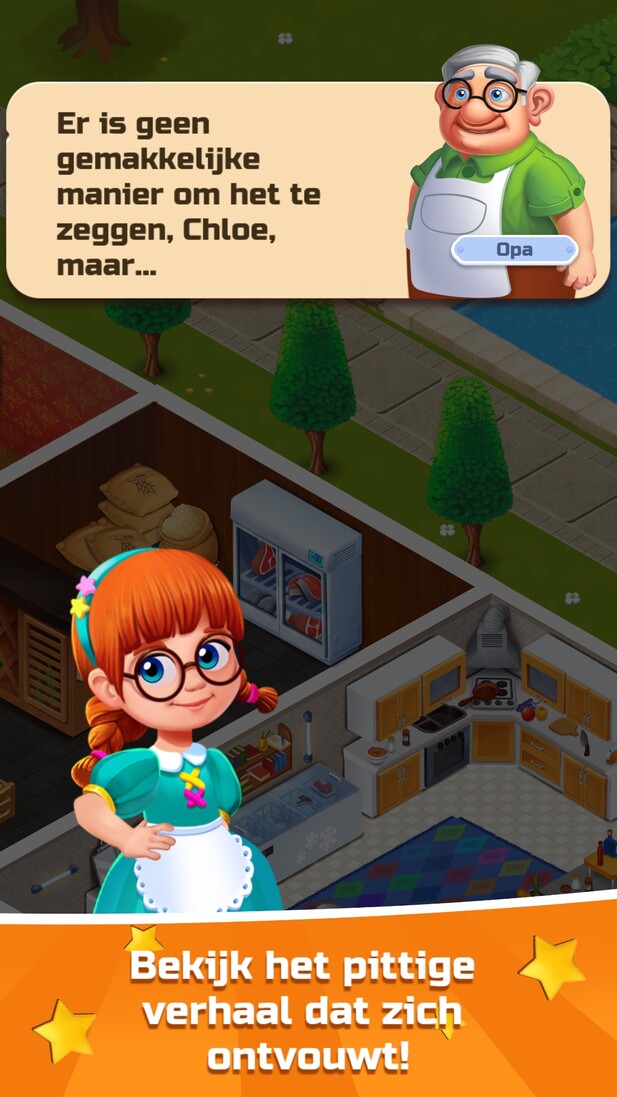 Er is geen
gemakkelijke
manier om het te
zeggen, Chloe,
maar...
Opa
Bekijk het pittige
verhaal dat zich
ontvouwt!